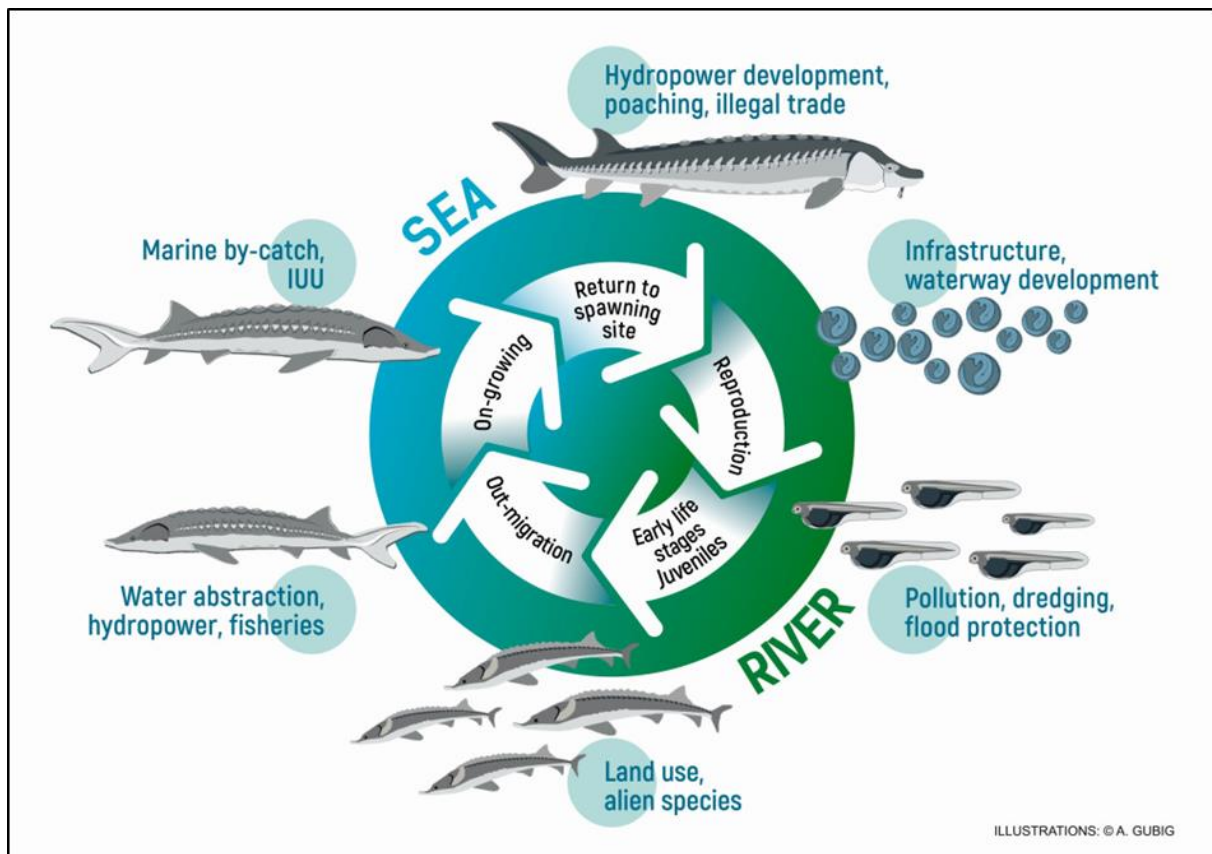 Hydropower development,
poaching, illegal trade
SEA
Marine by-catch,
IUU
Infrastructure,
waterway development
Return to
spawning
site
On-growing
Reproduction
Out-migration
Early life
stages
Juveniles
Water abstraction,
hydropower, fisheries
Pollution, dredging,
flood protection
RIVER
Land use,
alien species
ILLUSTRATIONS: © A. GUBIG